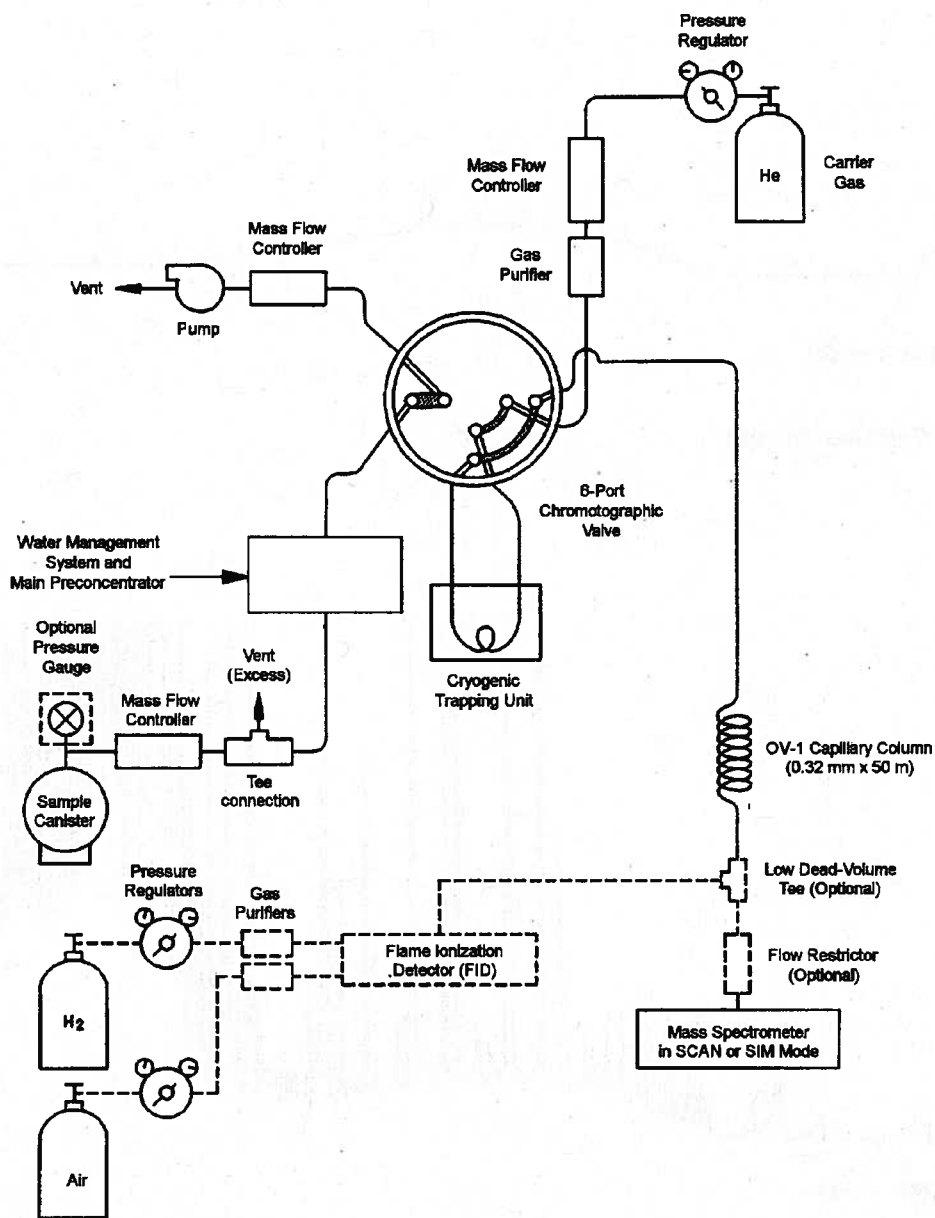 Pressure
Regulator
Mass Flow
Controller
He
Carrier
Gas
Mass Flow
Controller
Gas
Purifier
Vent
Pump
6-Port
Chromotographic
Valve
Water Management
System and
Main Preconcentrator
Optional
Pressure
Gauge
Vent
(Excess)
Cryogenic
Trapping Unit
Mass Flow
Controller
OV-1 Capillary Column
(0.32 mm x 50 m)
Tee
connection
Sample
Canister
Pressure
Regulators
Gas
Purifiers
Low Dead-Volume
Tee (Optional)
Flame Ionization
Detector (FID)
Flow Restrictor
(Optional)
H2
Mass Spectrometer
in SCAN or SIM Mode
Air